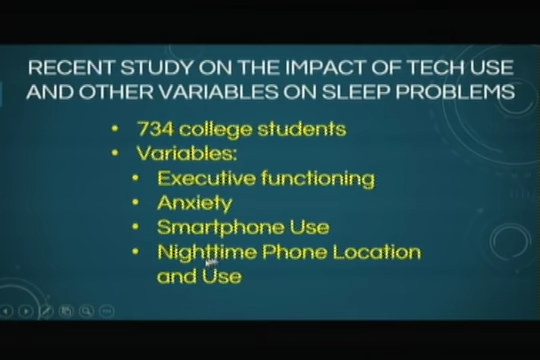 RECENT STUDY ON THE IMPACT OF TECH USE
AND OTHER VARIABLES ON SLEEP PROBLEMS
• 734 college students
• Variables:
• Executive functioning
• Anxiety
• Smartphone Use
• Nighttime Phone Location
and Use